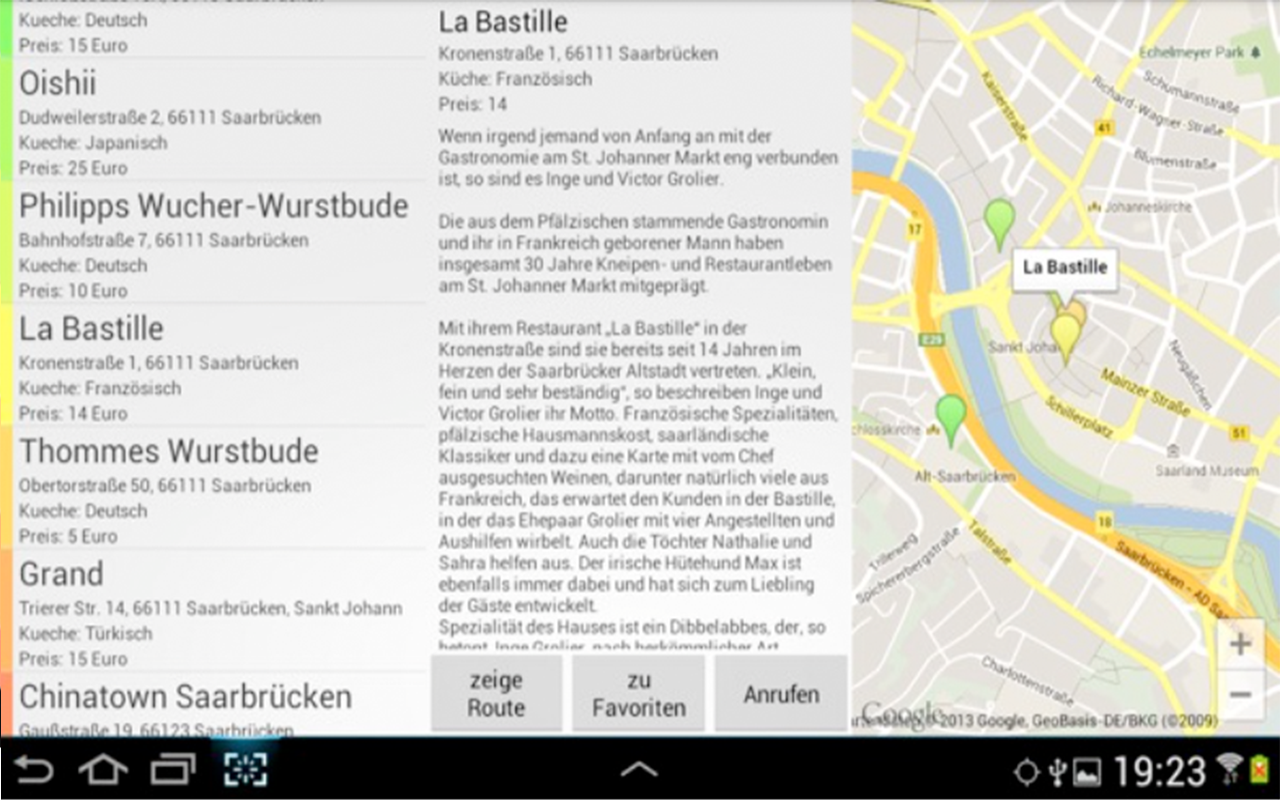 Kueche: Deutsch
Preis: 15 Euro
Oishii
Dudweilerstraße 2, 66111 Saarbrücken
Kueche: Japanisch
Preis: 25 Euro
Philipps Wucher-Wurstbude
Bahnhofstraße 7, 66111 Saarbrücken
Kueche: Deutsch
Preis: 10 Euro
La Bastille
Kronenstraße 1, 66111 Saarbrücken
Kueche: Französisch
Preis: 14 Euro
Thommes Wurstbude
Obertorstraße 50, 66111 Saarbrücken
Kueche: Deutsch
Preis: 5 Euro
Grand
Trierer Str. 14, 66111 Saarbrücken, Sankt Johann
Kueche: Türkisch
Preis: 15 Euro
Chinatown Saarbrücken
Gaußstraße 19, 66123 Saarbrücken
La Bastille
Kronenstraße 1, 66111 Saarbrücken
Küche: Französisch
Preis: 14
Wenn irgend jemand von Anfang an mit der
Gastronomie am St. Johanner Markt eng verbunden
ist, so sind es Inge und Victor Grolier.
Die aus dem Pfälzischen stammende Gastronomin
und ihr in Frankreich geborener Mann haben
insgesamt 30 Jahre Kneipen- und Restaurantleben
am St. Johanner Markt mitgeprägt.
Mit ihrem Restaurant „La Bastille“ in der
Kronenstraße sind sie bereits seit 14 Jahren im
Herzen der Saarbrücker Altstadt vertreten. „Klein,
fein und sehr beständig“, so beschreiben Inge und
Victor Grolier ihr Motto. Französische Spezialitäten,
pfälzische Hausmannskost, saarländische
Klassiker und dazu eine Karte mit vom Chef
ausgesuchten Weinen, darunter natürlich viele aus
Frankreich, das erwartet den Kunden in der Bastille,
in der das Ehepaar Grolier mit vier Angestellten und
Aushilfen wirbelt. Auch die Töchter Nathalie und
Sahra helfen aus. Der irische Hütehund Max ist
ebenfalls immer dabei und hat sich zum Liebling
der Gäste entwickelt.
Spezialität des Hauses ist ein Dibbelabbes, der, so
betont Inge Grolier, nach herkömmlicher Art
zeige
Route
zu
Favoriten
Anrufen
Echelmeyer Park
Schumannstraße
Kaiserstraße
Richard-Wagner-Straße
41
Blumenstraße
Johanneskirche
17
La Bastille
E29
Sankt Joha
Neugäßchen
Mainzer Straße
Schillerplatz
chlosskirche
51
Saarland Museum
Alt-Saarbrücken
18
Talstraße
Trillerweg
Spichererbergstraße
Saarbrücken - AD Sa
Charlottenstraße
+
−
Google
2013 Google, GeoBasis-DE/BKG (©2009)
19:23